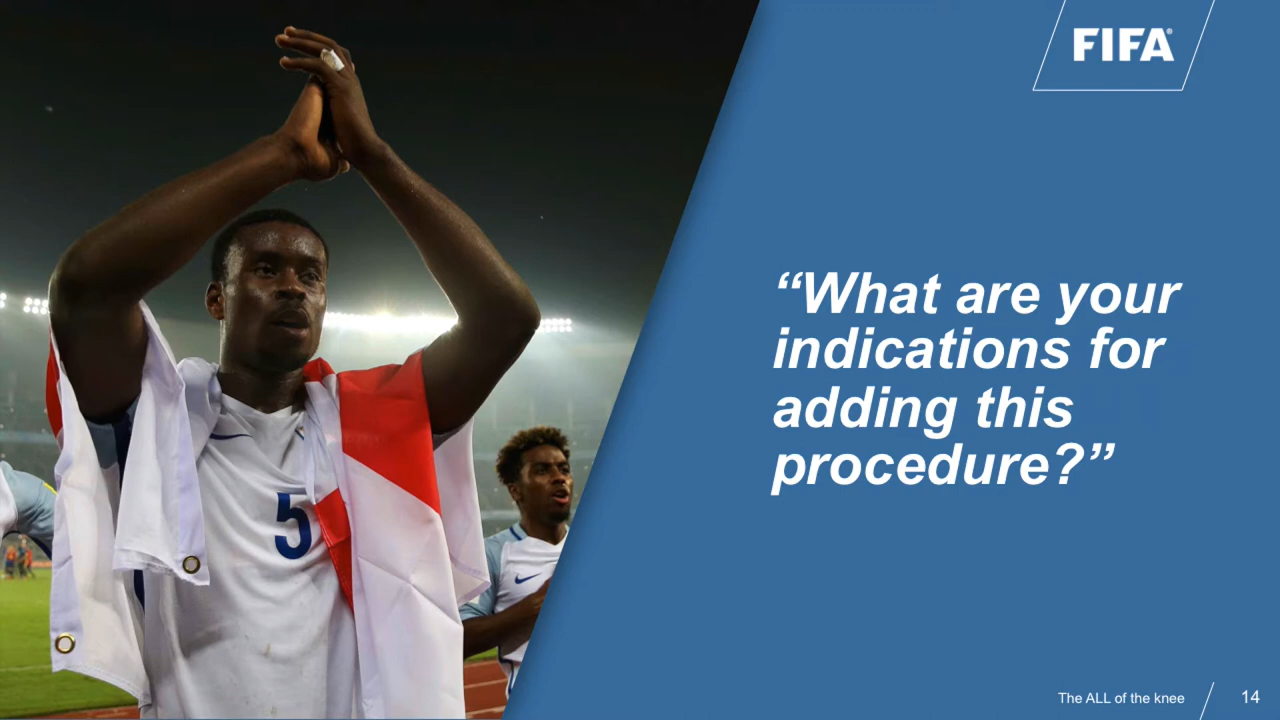 FIFA®
“What are your
indications for
adding this
procedure?”
5
The ALL of the knee
14